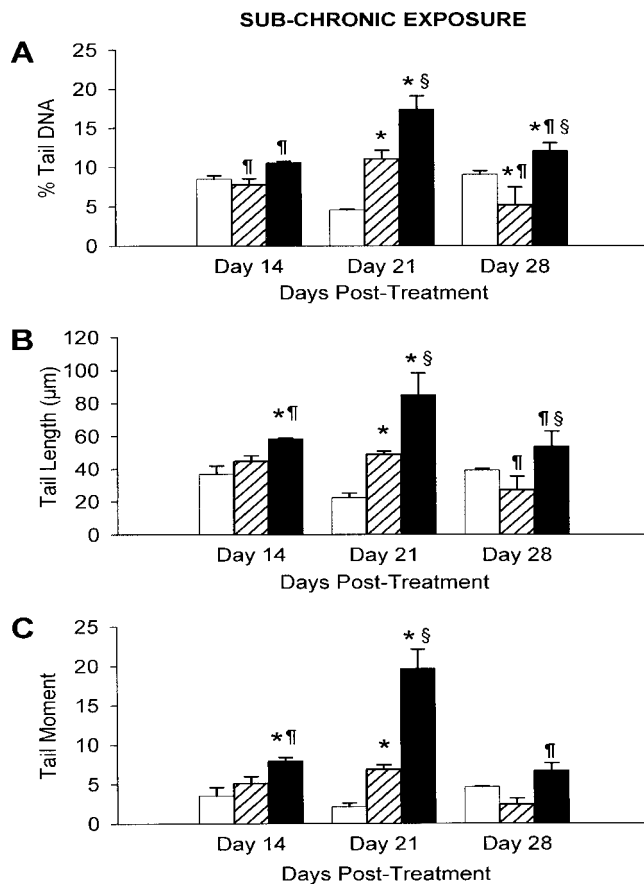 SUB-CHRONIC EXPOSURE
A
% Tail DNA
25
20
15
10
5
0
¶
¶
*
* §
* ¶
* ¶ §
Day 14
Day 21
Day 28
Days Post-Treatment
B
Tail Length (µm)
120
100
80
60
40
20
0
* ¶
*
* §
¶
¶ §
Day 14
Day 21
Day 28
Days Post-Treatment
C
Tail Moment
25
20
15
10
5
0
* ¶
*
* §
¶
Day 14
Day 21
Day 28
Days Post-Treatment